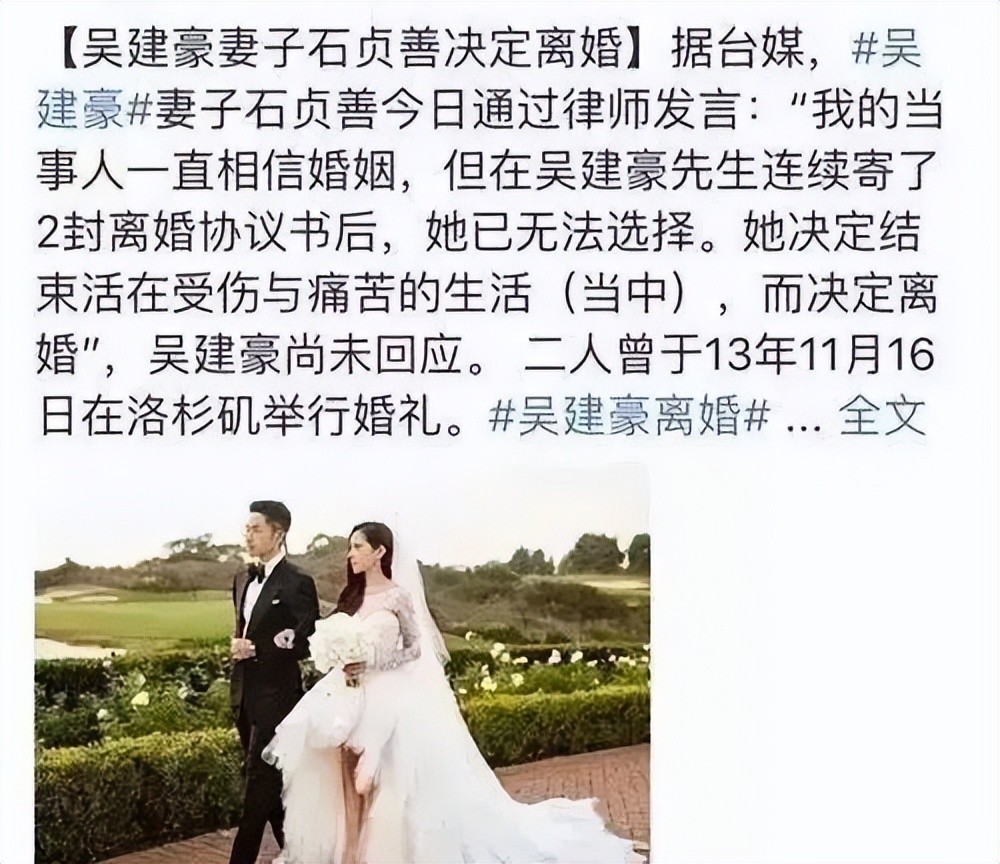 【吴建豪妻子石贞善决定离婚】据台媒，#吴
建豪#妻子石贞善今日通过律师发言：“我的当
事人一直相信婚姻，但在吴建豪先生连续寄了
2封离婚协议书后，她已无法选择。她决定结
束活在受伤与痛苦的生活（当中），而决定离
婚”，吴建豪尚未回应。 二人曾于13年11月16
日在洛杉矶举行婚礼。#吴建豪离婚# ... 全文